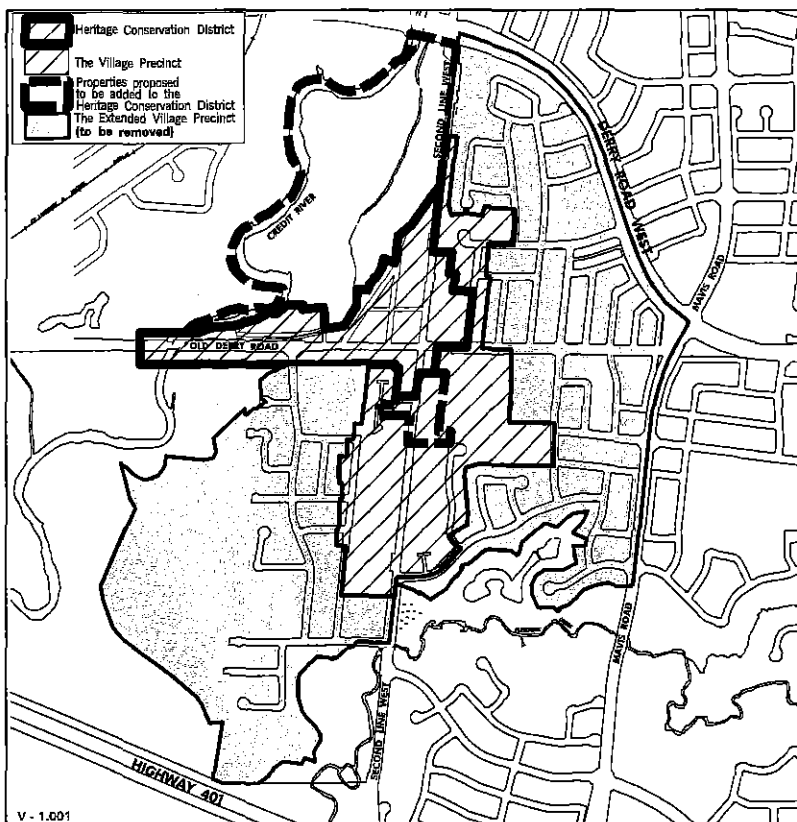 Heritage Conservation District
The Village Precinct
Properties proposed
to be added to the
Heritage Conservation District
The Extended Village Precinct
(to be removed)
SECOND LINE WEST
DERRY ROAD WEST
CREDIT RIVER
MAVIS ROAD
OLD DERRY ROAD
MAVIS ROAD
SECOND LINE WEST
HIGHWAY 401
V - 1.001